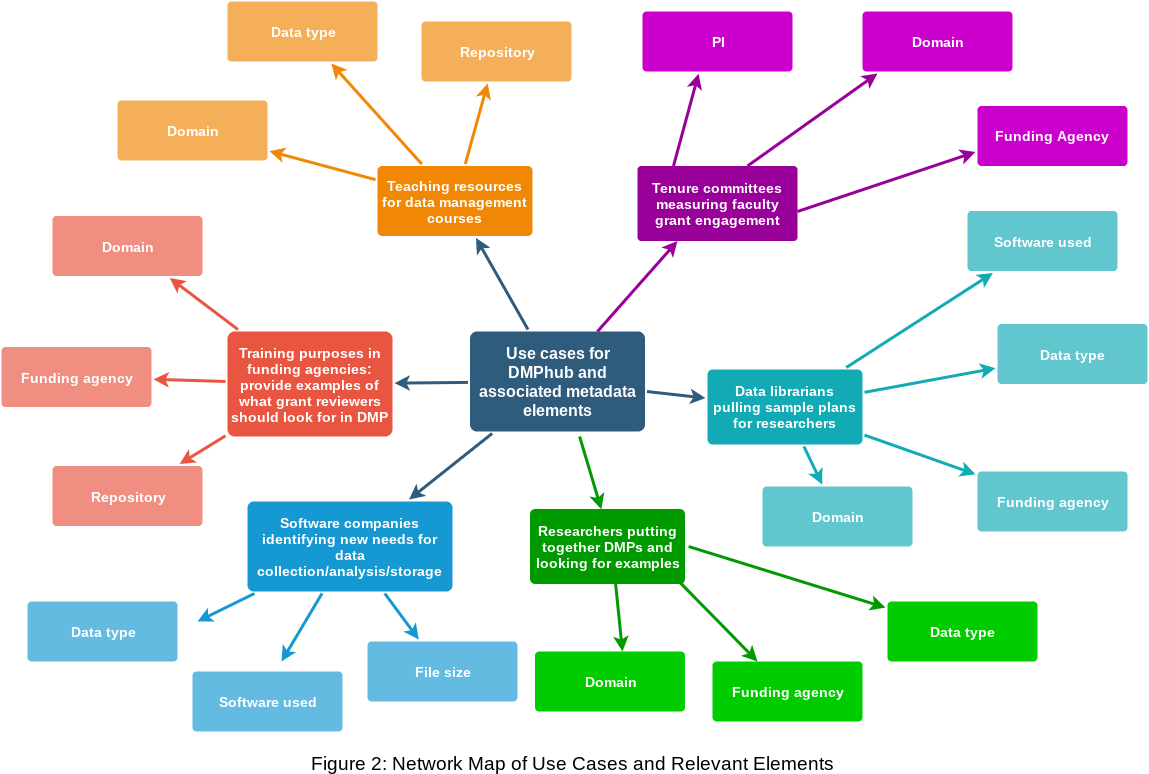 Data type
Repository
Domain
Teaching resources
for data management
courses
PI
Domain
Funding Agency
Tenure committees
measuring faculty
grant engagement
Domain
Funding agency
Repository
Training purposes in
funding agencies:
provide examples of
what grant reviewers
should look for in DMP
Use cases for
DMPhub and
associated metadata
elements
Software used
Data type
Funding agency
Domain
Data librarians
pulling sample plans
for researchers
Software companies
identifying new needs for
data
collection/analysis/storage
Data type
Software used
File size
Researchers putting
together DMPs and
looking for examples
Domain
Funding agency
Data type
Figure 2: Network Map of Use Cases and Relevant Elements